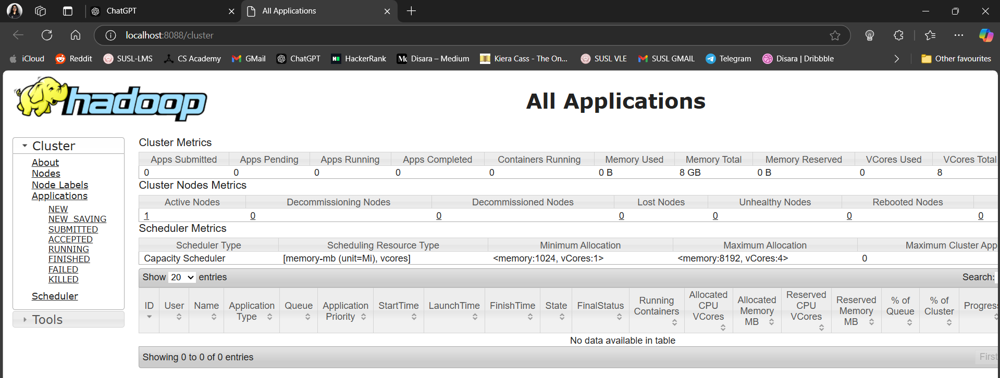 ChatGPT
All Applications
localhost:8088/cluster
iCloud Reddit SUSL-LMS CS Academy GMail ChatGPT HackerRank Disara – Medium Kiera Cass - The On... SUSL VLE SUSL GMAIL Telegram Disara | Dribbble Other favourites
hadoop
All Applications
Cluster
About
Nodes
Node Labels
Applications
NEW
NEW_SAVING
SUBMITTED
ACCEPTED
RUNNING
FINISHED
FAILED
KILLED
Scheduler
Tools
Cluster Metrics
Apps Submitted Apps Pending Apps Running Apps Completed Containers Running Memory Used Memory Total Memory Reserved VCores Used VCores Total
0 0 0 0 0 0 B 8 GB 0 B 0 8
Cluster Nodes Metrics
Active Nodes Decommissioning Nodes Decommissioned Nodes Lost Nodes Unhealthy Nodes Rebooted Nodes
1 0 0 0 0 0 0
Scheduler Metrics
Scheduler Type Scheduling Resource Type Minimum Allocation Maximum Allocation Maximum Cluster App
Capacity Scheduler [memory-mb (unit=Mi), vcores] <memory:1024, vCores:1> <memory:8192, vCores:4> 0
Show 20 entries Search:
ID User Name Application Type Queue Application Priority StartTime LaunchTime FinishTime State FinalStatus Running Containers Allocated CPU VCores Allocated Memory MB Reserved CPU VCores Reserved Memory MB % of Queue % of Cluster Progress
No data available in table
Showing 0 to 0 of 0 entries First